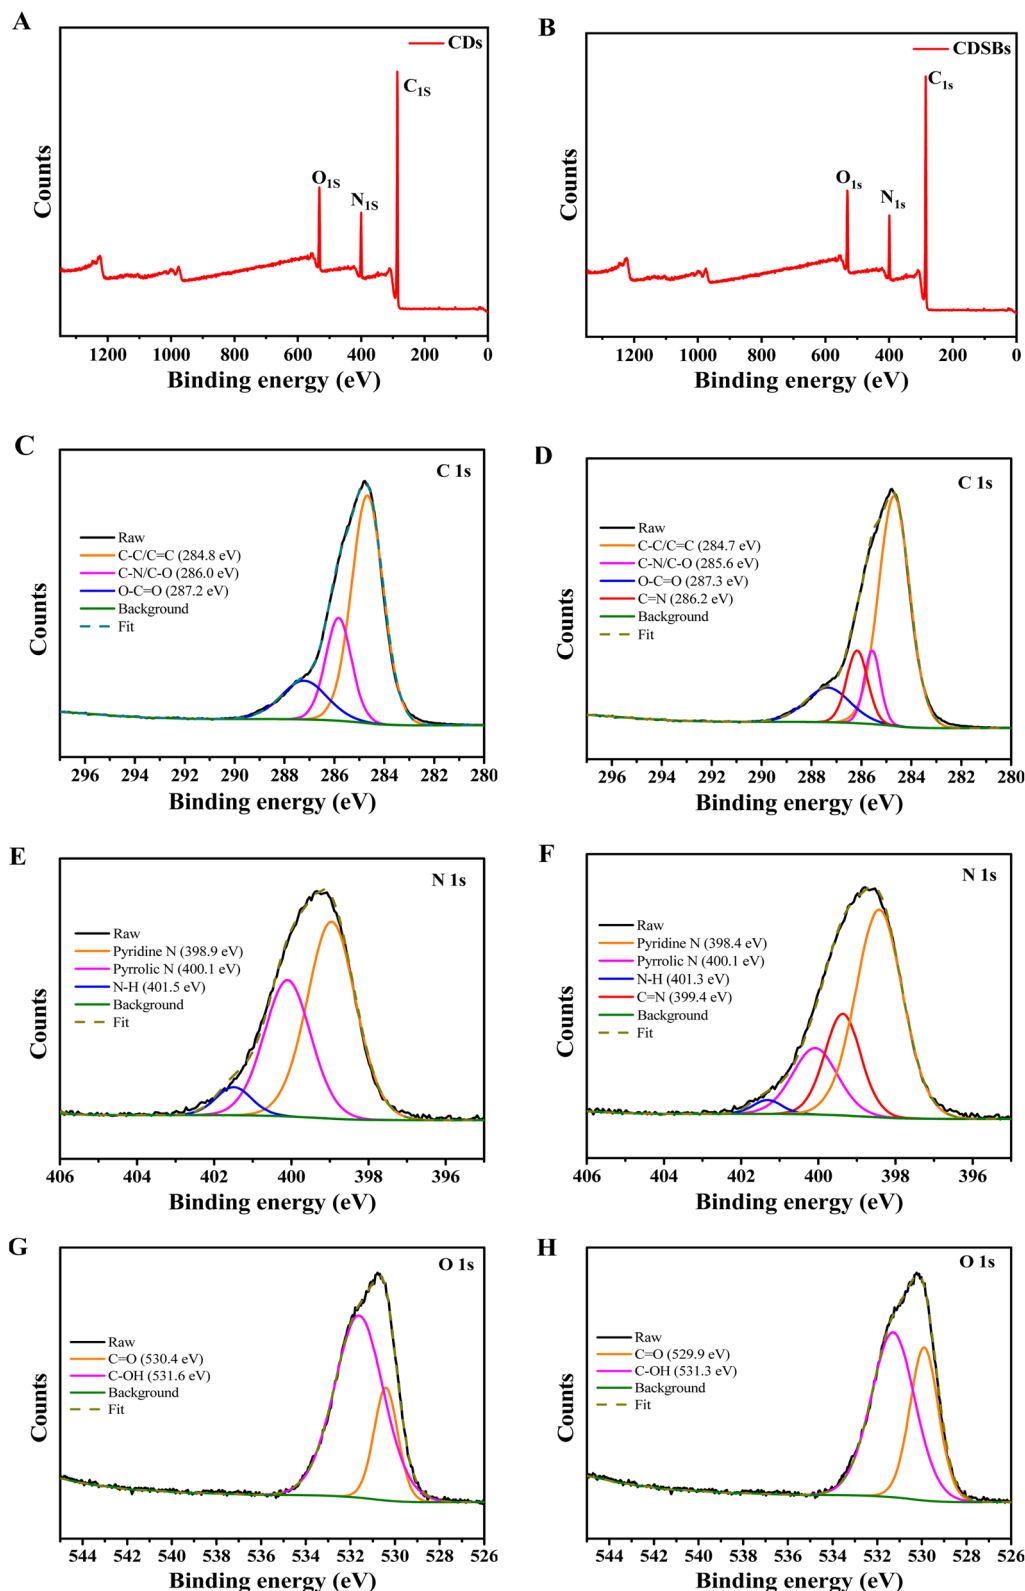 A
CDs
C1S
O1S
N1S
Counts
1200 1000 800 600 400 200 0
Binding energy (eV)
B
CDSBs
C1s
O1s
N1s
Counts
1200 1000 800 600 400 200 0
Binding energy (eV)
C
C 1s
Raw
C-C/C=C (284.8 eV)
C-N/C-O (286.0 eV)
O-C=O (287.2 eV)
Background
Fit
Counts
296 294 292 290 288 286 284 282 280
Binding energy (eV)
D
C 1s
Raw
C-C/C=C (284.7 eV)
C-N/C-O (285.6 eV)
O-C=O (287.3 eV)
C=N (286.2 eV)
Background
Fit
Counts
296 294 292 290 288 286 284 282 280
Binding energy (eV)
E
N 1s
Raw
Pyridine N (398.9 eV)
Pyrrolic N (400.1 eV)
N-H (401.5 eV)
Background
Fit
Counts
406 404 402 400 398 396
Binding energy (eV)
F
N 1s
Raw
Pyridine N (398.4 eV)
Pyrrolic N (400.1 eV)
N-H (401.3 eV)
C=N (399.4 eV)
Background
Fit
Counts
406 404 402 400 398 396
Binding energy (eV)
G
O 1s
Raw
C=O (530.4 eV)
C-OH (531.6 eV)
Background
Fit
Counts
544 542 540 538 536 534 532 530 528 526
Binding energy (eV)
H
O 1s
Raw
C=O (529.9 eV)
C-OH (531.3 eV)
Background
Fit
Counts
544 542 540 538 536 534 532 530 528 526
Binding energy (eV)